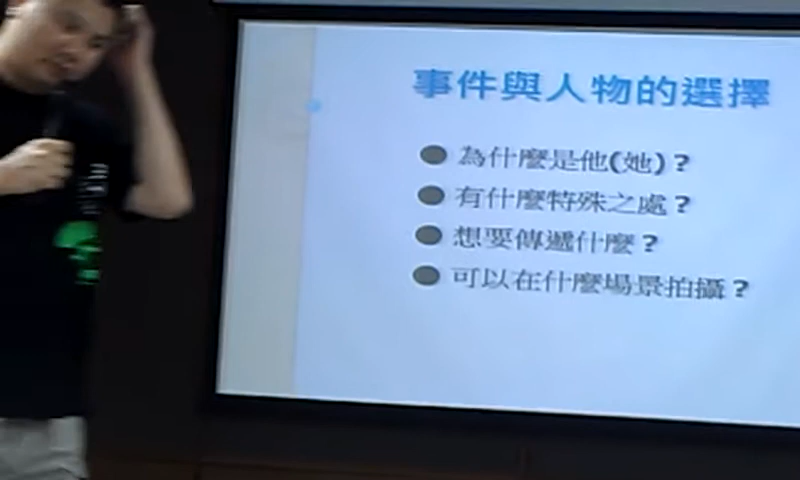 事件與人物的選擇
為什麼是他(她)?
有什麼特殊之處?
想要傳遞什麼?
可以在什麼場景拍攝?